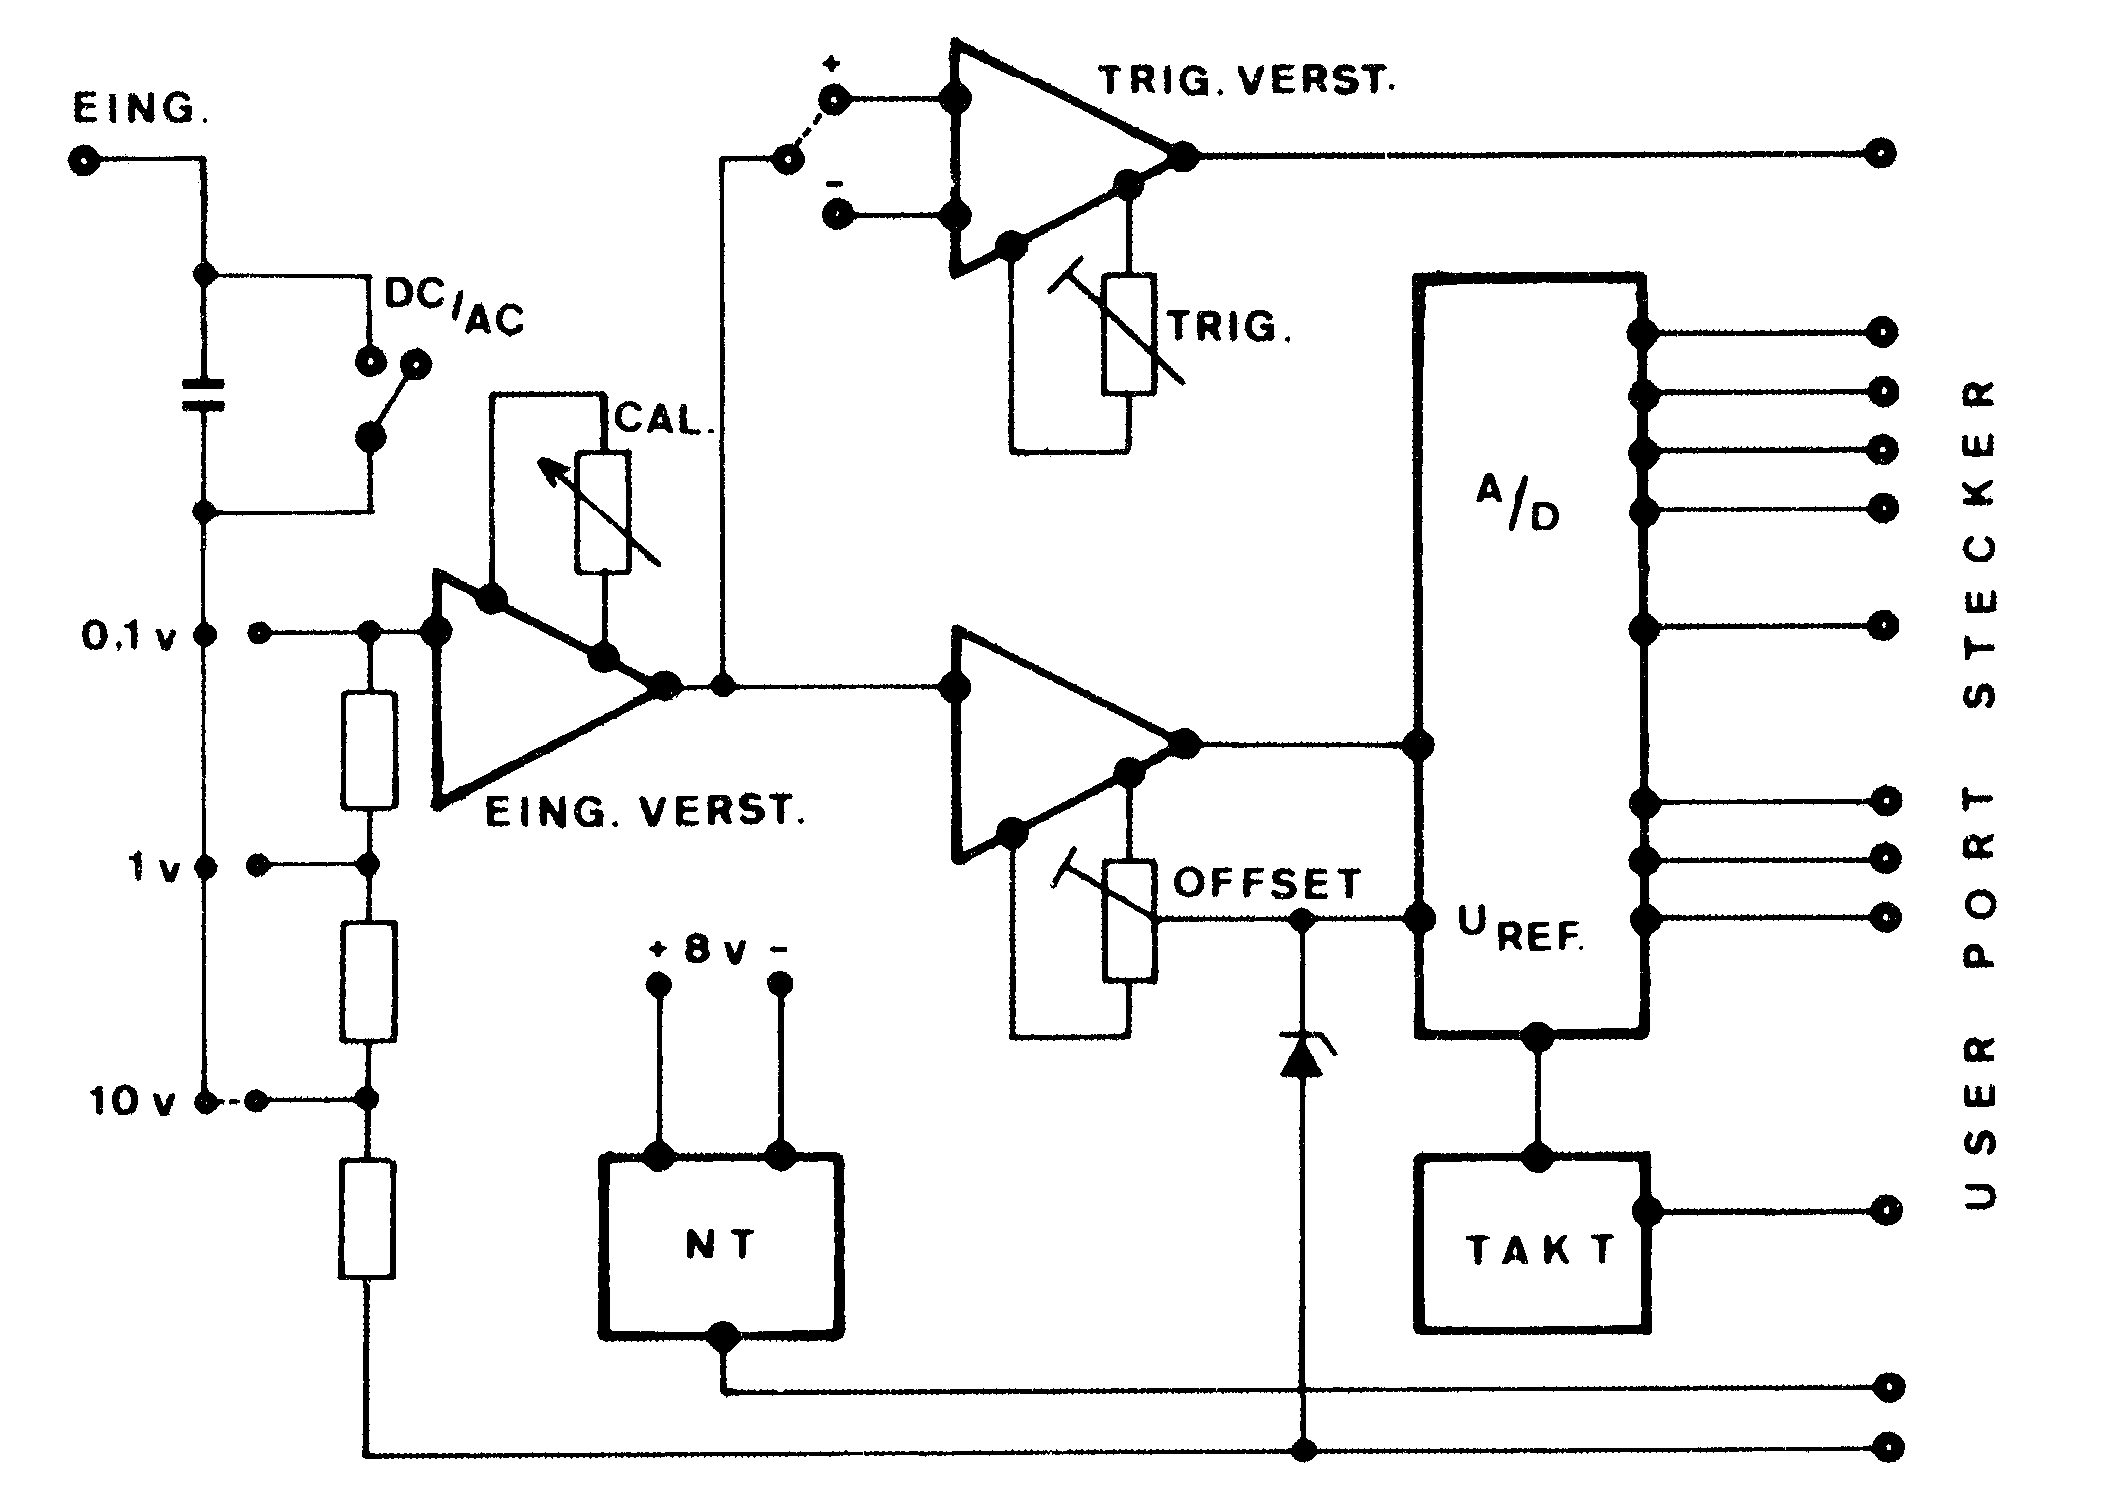 EING.
+
-
TRIG. VERST.
DC/AC
TRIG.
CAL.
A/D
0,1 v
EING. VERST.
1 v
OFFSET
U REF.
+ 8 v -
10 v
NT
TAKT
USER PORT STECKER